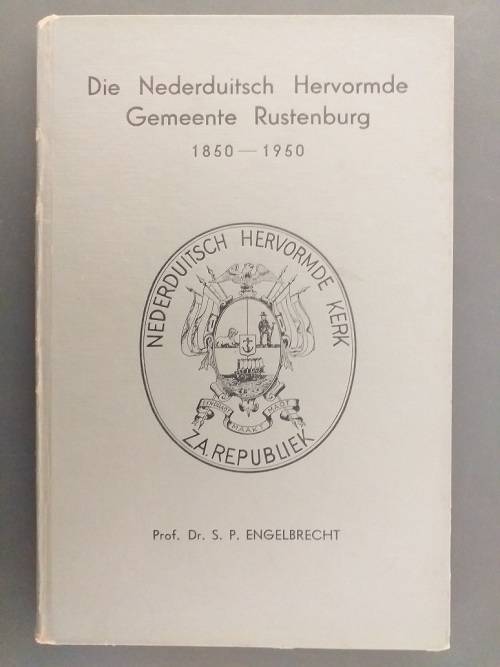 Die Nederduitsch Hervormde
Gemeente Rustenburg
1850 — 1950
NEDERDUITSCH HERVORMDE KERK
EENDRAGT MAAKT MAGT
Z.A. REPUBLIEK
Prof. Dr. S. P. ENGELBRECHT